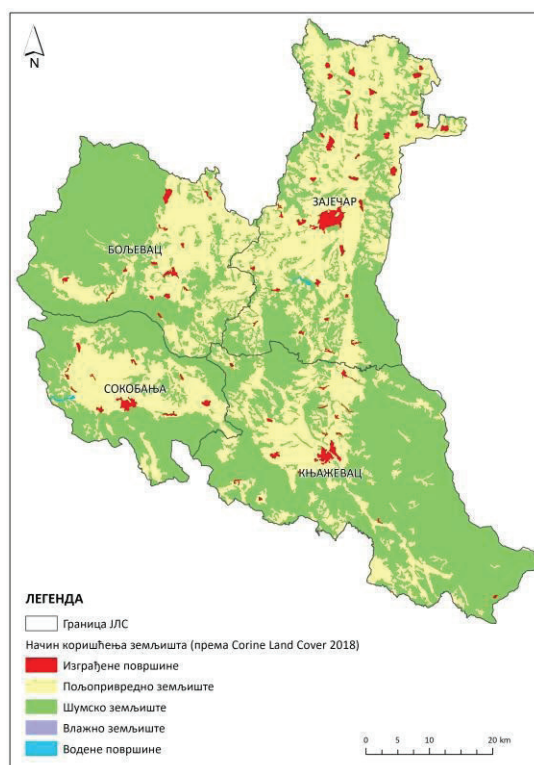 N
ЗАЈЕЧАР
БОЉЕВАЦ
СОКОБАЊА
КЊАЖЕВАЦ
ЛЕГЕНДА
Граница ЈЛС
Начин коришћења земљишта (према Corine Land Cover 2018)
Изграђене површине
Пољопривредно земљиште
Шумско земљиште
Влажно земљиште
Водене површине
0 5 10 20 km